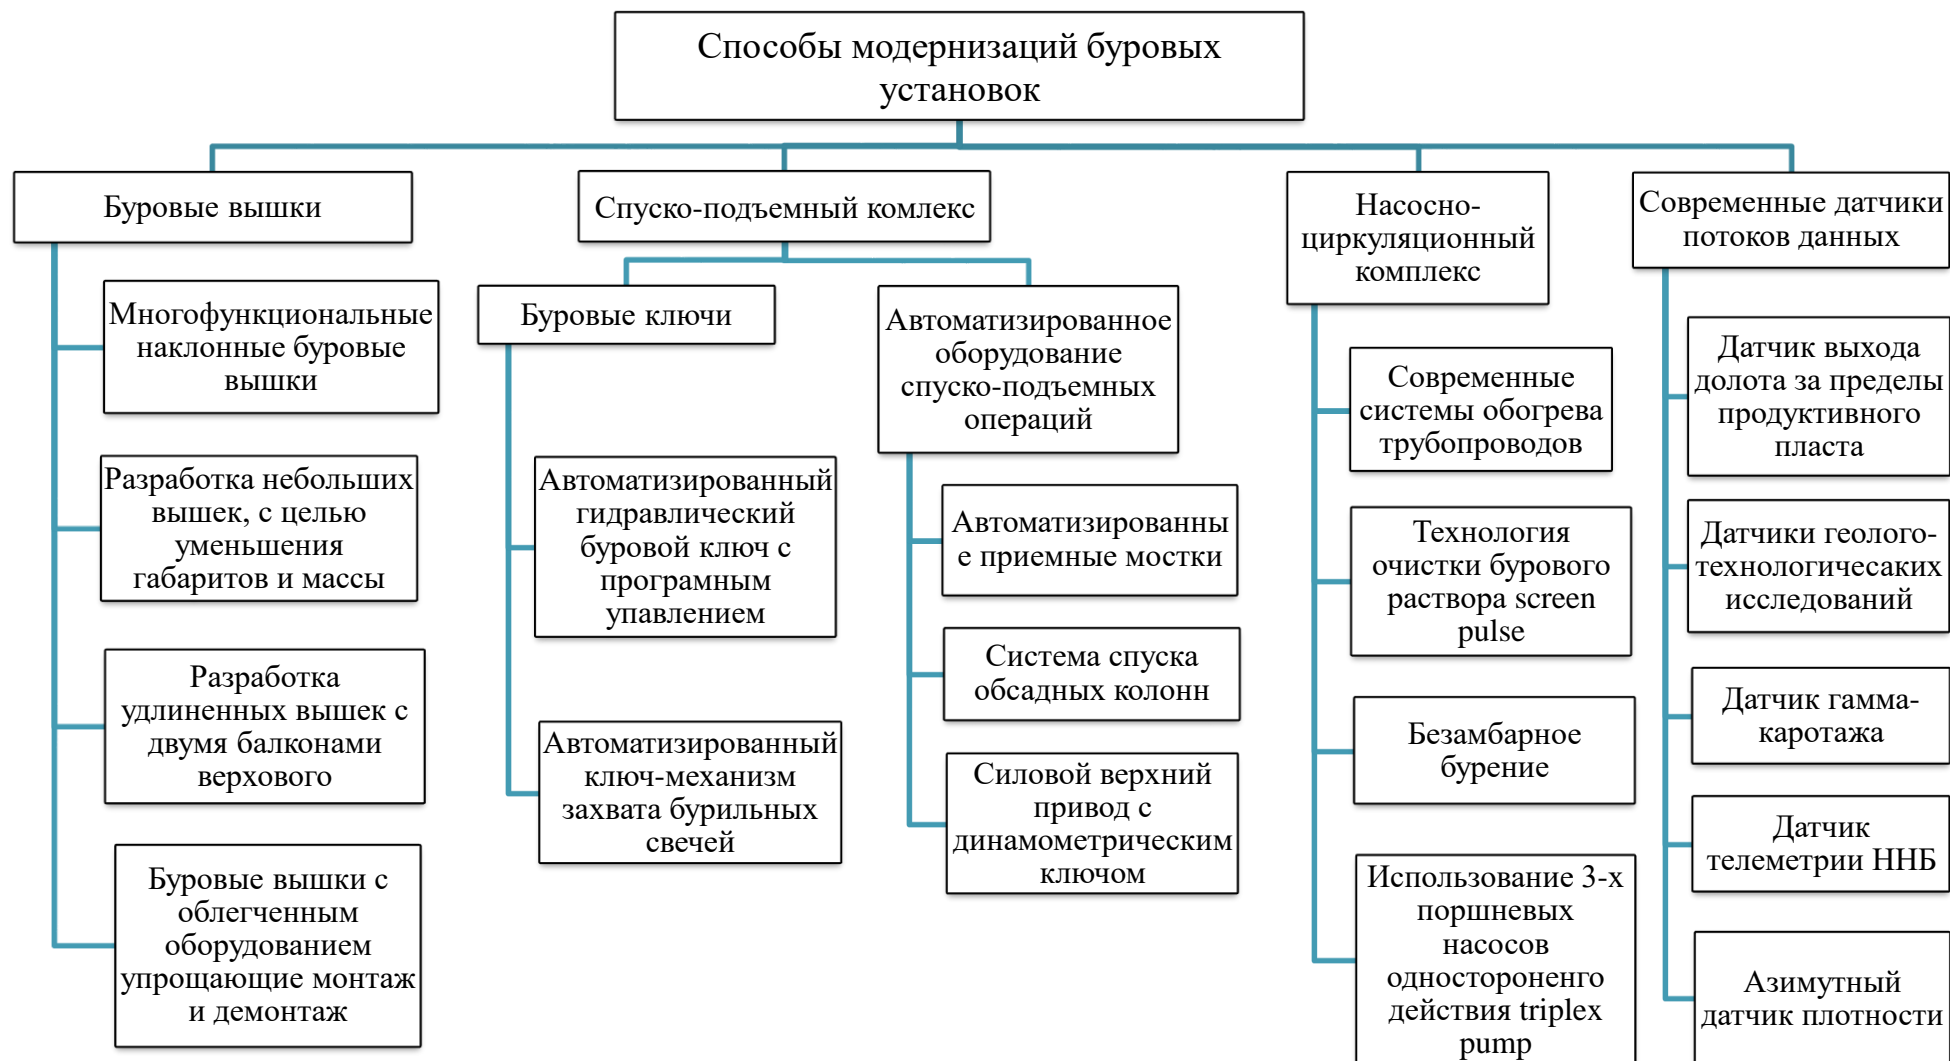 Способы модернизаций буровых
установок
Буровые вышки
Многофункциональные
наклонные буровые
вышки
Разработка небольших
вышек, с целью
уменьшения
габаритов и массы
Разработка
удлиненных вышек с
двумя балконами
верхового
Буровые вышки с
облегченным
оборудованием
упрощающие монтаж
и демонтаж
Спуско-подъемный комлекс
Буровые ключи
Автоматизированный
гидравлический
буровой ключ с
програмным
упавлением
Автоматизированный
ключ-механизм
захвата бурильных
свечей
Автоматизированное
оборудование
спуско-подъемных
операций
Автоматизированны
е приемные мостки
Система спуска
обсадных колонн
Силовой верхний
привод с
динамометрическим
ключом
Насосно-
циркуляционный
комплекс
Современные
системы обогрева
трубопроводов
Технология
очистки бурового
раствора screen
pulse
Безамбарное
бурение
Использование 3-х
поршневых
насосов
одностороненго
действия triplex
pump
Современные датчики
потоков данных
Датчик выхода
долота за пределы
продуктивного
пласта
Датчики геолого-
технологичесаких
исследований
Датчик гамма-
каротажа
Датчик
телеметрии ННБ
Азимутный
датчик плотности